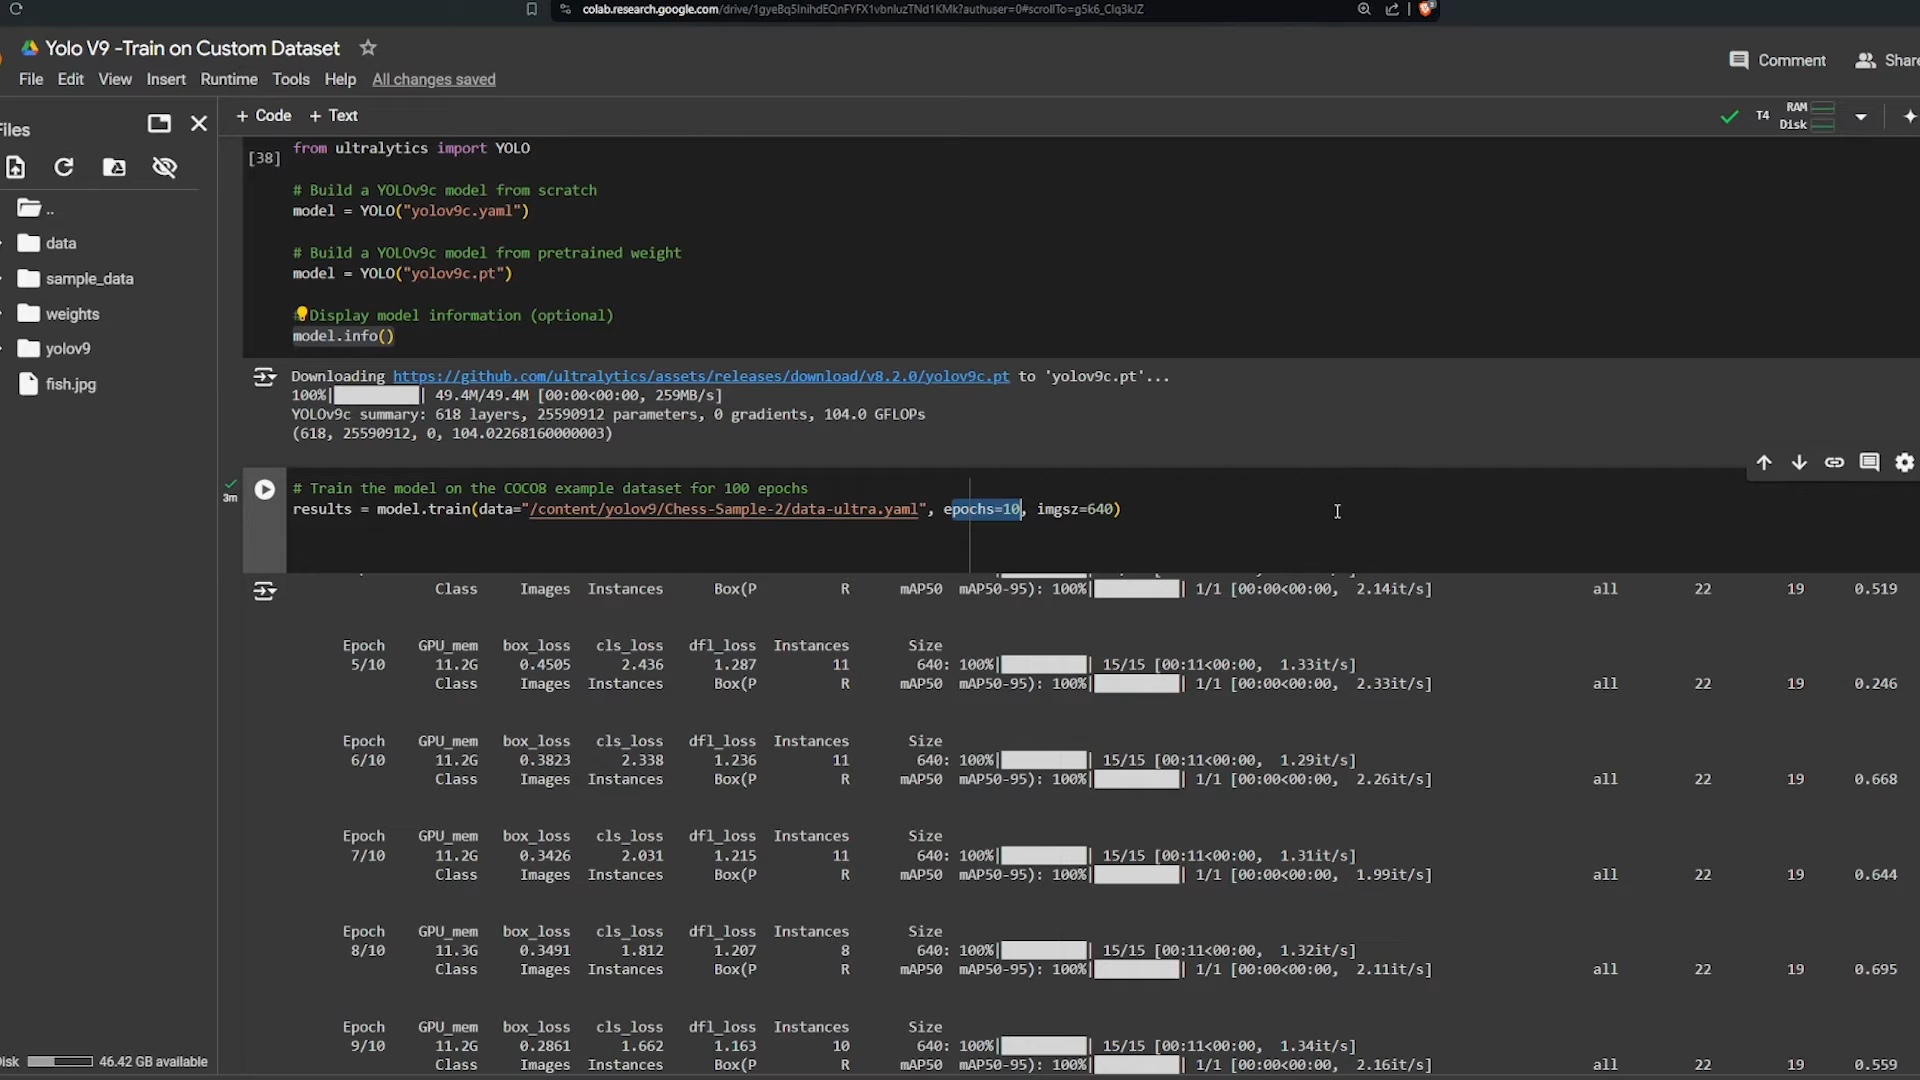 colab.research.google.com/drive/1gyeBq5InihdEQnFYFX1vbnIuzTNd1KMk?authuser=0#scrollTo=g5k6_CIq3kJZ
Yolo V9 -Train on Custom Dataset
File Edit View Insert Runtime Tools Help All changes saved
Comment Share
Files
+ Code + Text
T4 RAM
Disk
..
data
sample_data
weights
yolov9
fish.jpg
46.42 GB available
[38]
from ultralytics import YOLO
# Build a YOLOv9c model from scratch
model = YOLO("yolov9c.yaml")
# Build a YOLOv9c model from pretrained weight
model = YOLO("yolov9c.pt")
# Display model information (optional)
model.info()
Downloading https://github.com/ultralytics/assets/releases/download/v8.2.0/yolov9c.pt to 'yolov9c.pt'...
100%| | 49.4M/49.4M [00:00<00:00, 259MB/s]
YOLOv9c summary: 618 layers, 25590912 parameters, 0 gradients, 104.0 GFLOPs
(618, 25590912, 0, 104.02268160000003)
3m
# Train the model on the COCO8 example dataset for 100 epochs
results = model.train(data="/content/yolov9/Chess-Sample-2/data-ultra.yaml", epochs=10, imgsz=640)
Class Images Instances Box(P R mAP50 mAP50-95): 100%| | 1/1 [00:00<00:00, 2.14it/s] all 22 19 0.519
Epoch GPU_mem box_loss cls_loss dfl_loss Instances Size
5/10 11.2G 0.4505 2.436 1.287 11 640: 100%| | 15/15 [00:11<00:00, 1.33it/s]
Class Images Instances Box(P R mAP50 mAP50-95): 100%| | 1/1 [00:00<00:00, 2.33it/s] all 22 19 0.246
Epoch GPU_mem box_loss cls_loss dfl_loss Instances Size
6/10 11.2G 0.3823 2.338 1.236 11 640: 100%| | 15/15 [00:11<00:00, 1.29it/s]
Class Images Instances Box(P R mAP50 mAP50-95): 100%| | 1/1 [00:00<00:00, 2.26it/s] all 22 19 0.668
Epoch GPU_mem box_loss cls_loss dfl_loss Instances Size
7/10 11.2G 0.3426 2.031 1.215 11 640: 100%| | 15/15 [00:11<00:00, 1.31it/s]
Class Images Instances Box(P R mAP50 mAP50-95): 100%| | 1/1 [00:00<00:00, 1.99it/s] all 22 19 0.644
Epoch GPU_mem box_loss cls_loss dfl_loss Instances Size
8/10 11.3G 0.3491 1.812 1.207 8 640: 100%| | 15/15 [00:11<00:00, 1.32it/s]
Class Images Instances Box(P R mAP50 mAP50-95): 100%| | 1/1 [00:00<00:00, 2.11it/s] all 22 19 0.695
Epoch GPU_mem box_loss cls_loss dfl_loss Instances Size
9/10 11.2G 0.2861 1.662 1.163 10 640: 100%| | 15/15 [00:11<00:00, 1.34it/s]
Class Images Instances Box(P R mAP50 mAP50-95): 100%| | 1/1 [00:00<00:00, 2.16it/s] all 22 19 0.559